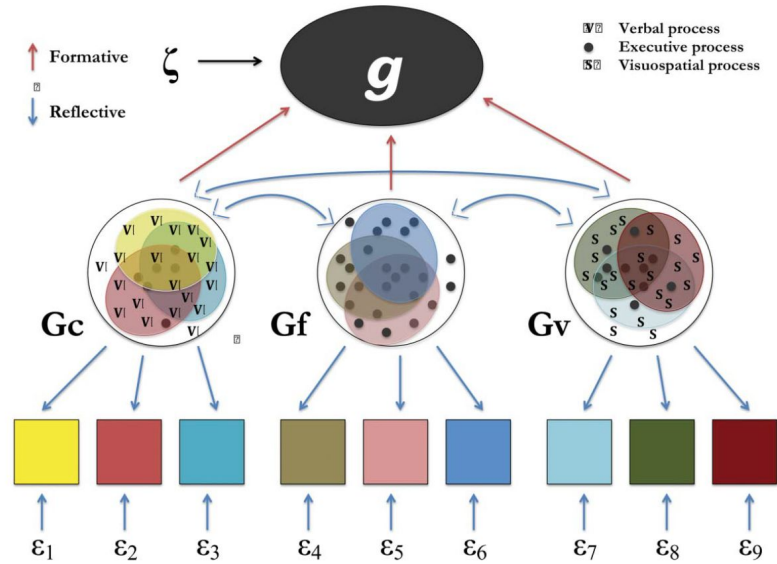 Formative
Reflective
ζ
g
V Verbal process
Executive process
S Visuospatial process
V V V V V V V V V V V V V V V V
S S S S S S S S S S S S S S S S
Gc
Gf
Gv
ε1 ε2 ε3 ε4 ε5 ε6 ε7 ε8 ε9